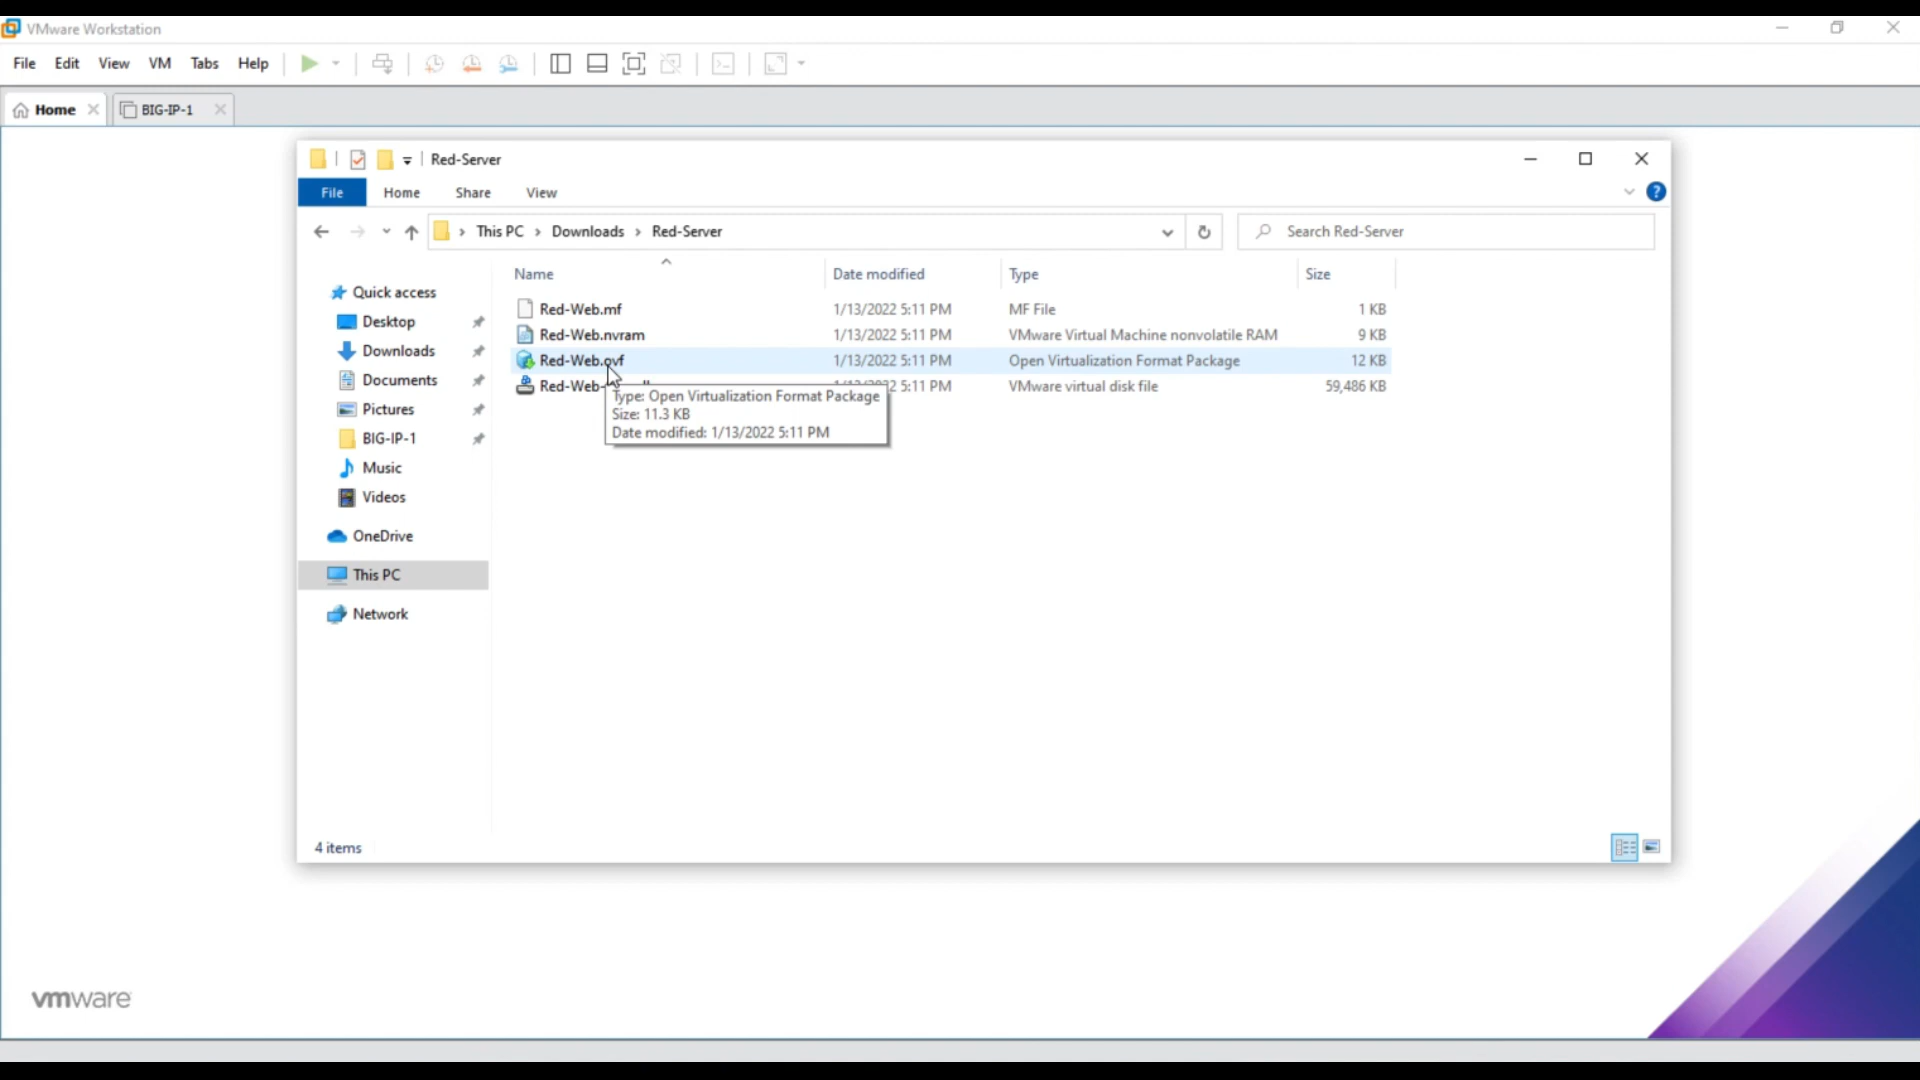 VMware Workstation
File Edit View VM Tabs Help
Home BIG-IP-1
Red-Server
File Home Share View
This PC > Downloads > Red-Server Search Red-Server
Name Date modified Type Size
Quick access
Desktop
Downloads
Documents
Pictures
BIG-IP-1
Music
Videos
OneDrive
This PC
Network
Red-Web.mf 1/13/2022 5:11 PM MF File 1 KB
Red-Web.nvram 1/13/2022 5:11 PM VMware Virtual Machine nonvolatile RAM 9 KB
Red-Web.ovf 1/13/2022 5:11 PM Open Virtualization Format Package 12 KB
Red-Web- 5:11 PM VMware virtual disk file 59,486 KB
Type: Open Virtualization Format Package
Size: 11.3 KB
Date modified: 1/13/2022 5:11 PM
4 items
vmware